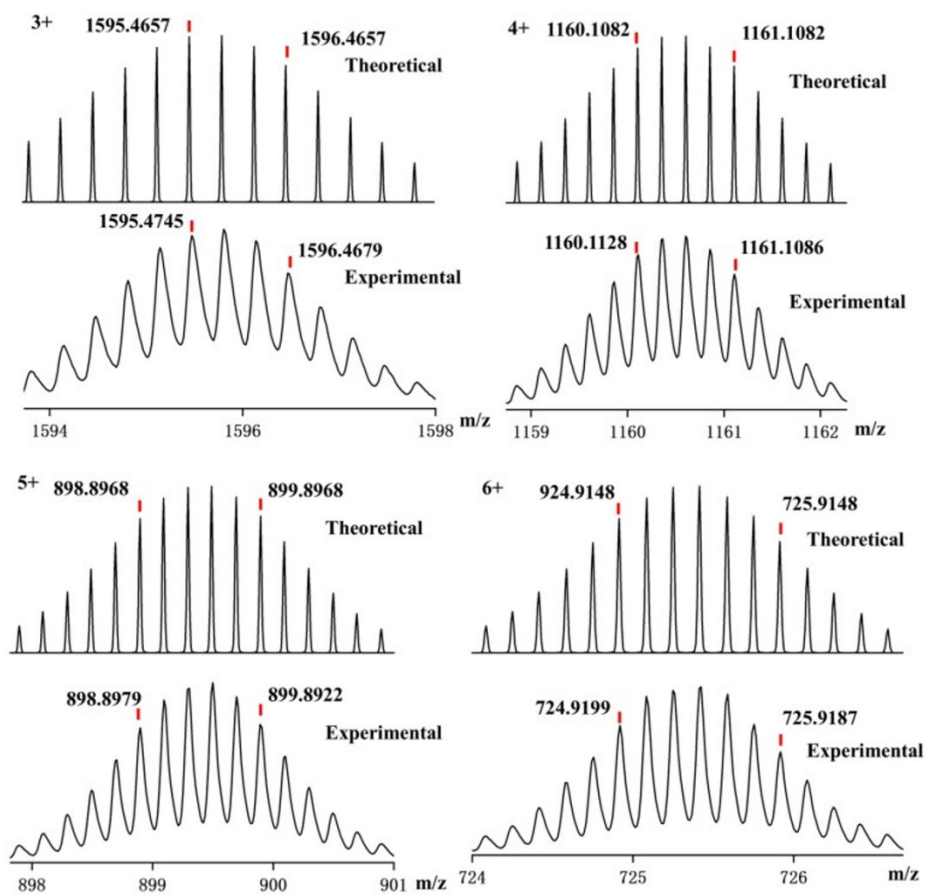 3+
1595.4657
1596.4657
Theoretical
1595.4745
1596.4679
Experimental
1594
1596
1598
m/z
4+
1160.1082
1161.1082
Theoretical
1160.1128
1161.1086
Experimental
1159
1160
1161
1162
m/z
5+
898.8968
899.8968
Theoretical
898.8979
899.8922
Experimental
898
899
900
901
m/z
6+
924.9148
725.9148
Theoretical
724.9199
725.9187
Experimental
724
725
726
m/z